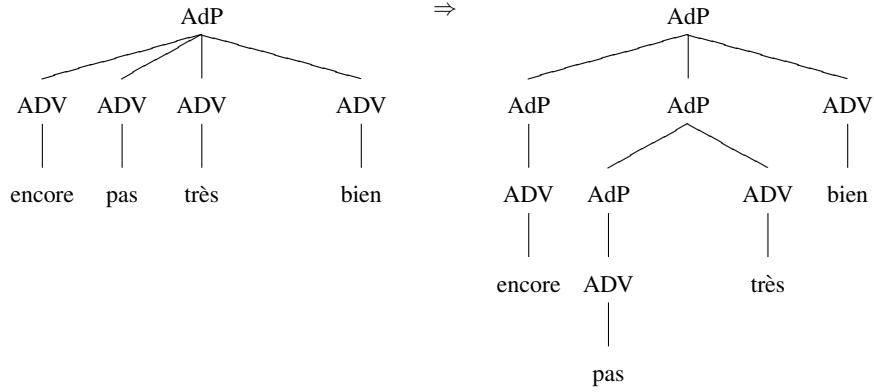 AdP ⇒ AdP
ADV ADV ADV ADV AdP AdP ADV
encore pas très bien ADV AdP ADV bien
encore ADV très
pas